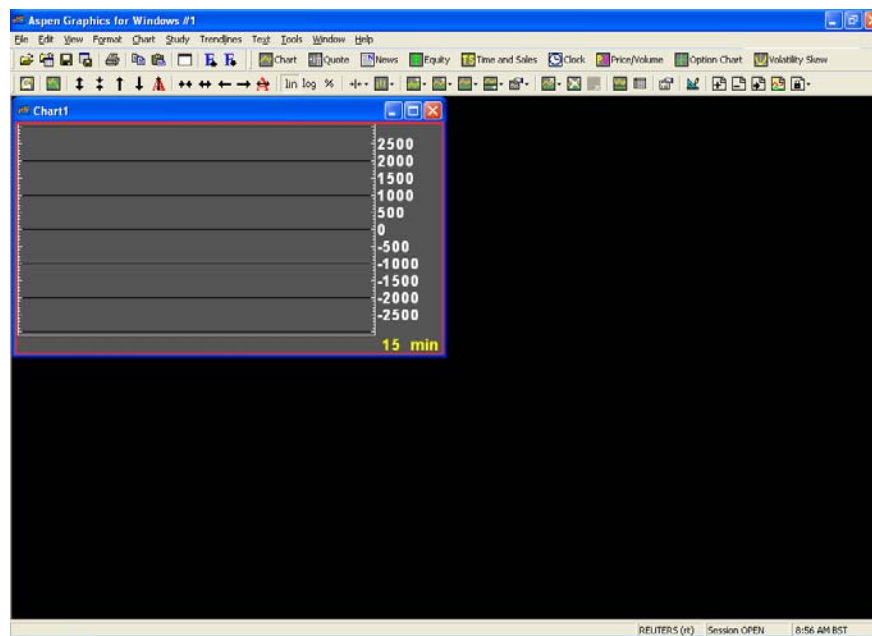 Aspen Graphics for Windows #1
File Edit View Format Chart Study Trendlines Text Tools Window Help
Chart Quote News Equity TS Time and Sales Clock Price/Volume Option Chart Volatility Skew
lin log %
Chart1
2500
2000
1500
1000
500
0
-500
-1000
-1500
-2000
-2500
15 min
REUTERS (rt) Session OPEN 8:56 AM BST